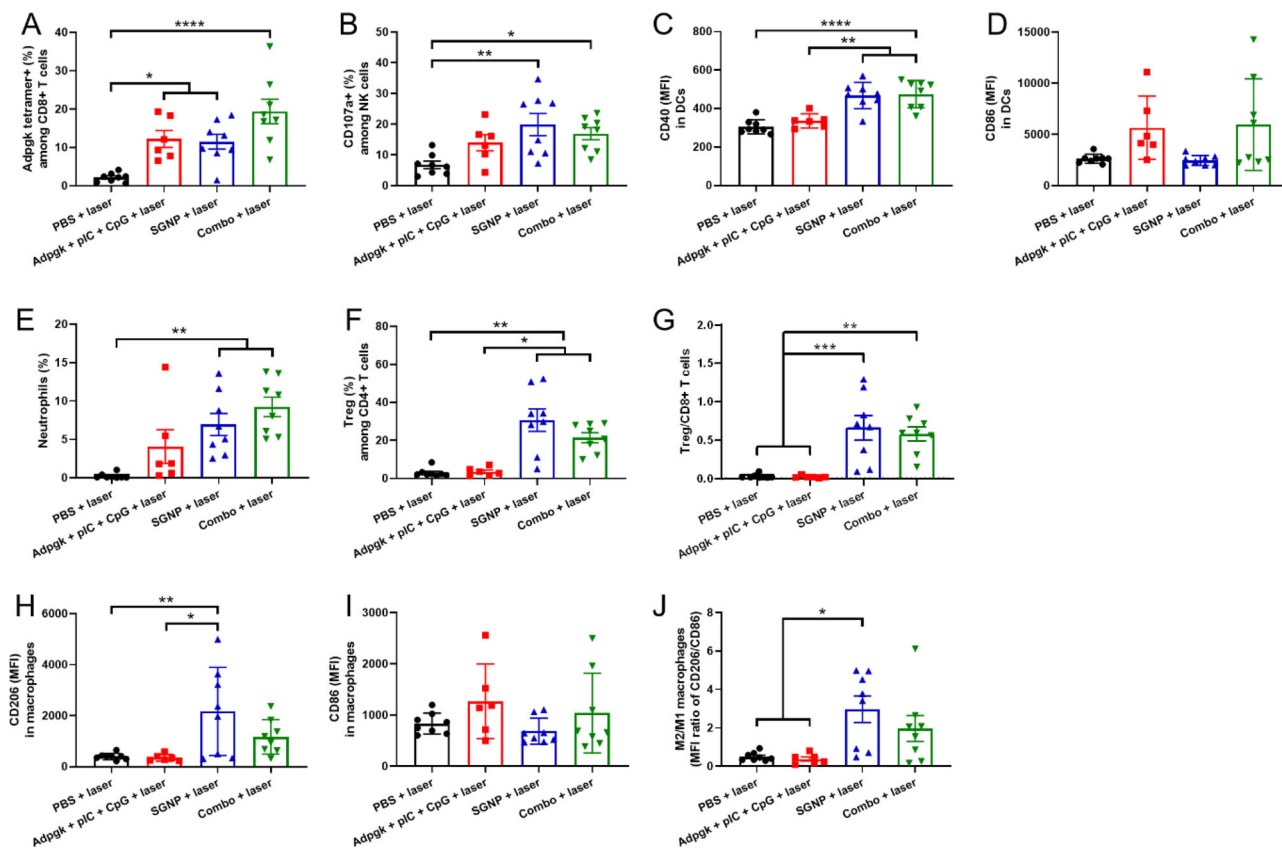 A
Adpgk tetramer+ (%)
among CD8+ T cells
40
30
20
10
0
****
*
PBS + laser
Adpgk + pIC + CpG + laser
SGNP + laser
Combo + laser
B
CD107a+ (%)
among NK cells
50
40
30
20
10
0
*
**
PBS + laser
Adpgk + pIC + CpG + laser
SGNP + laser
Combo + laser
C
CD40 (MFI)
in DCs
800
600
400
200
0
****
**
PBS + laser
Adpgk + pIC + CpG + laser
SGNP + laser
Combo + laser
D
CD86 (MFI)
in DCs
15000
10000
5000
0
PBS + laser
Adpgk + pIC + CpG + laser
SGNP + laser
Combo + laser
E
Neutrophils (%)
20
15
10
5
0
**
PBS + laser
Adpgk + pIC + CpG + laser
SGNP + laser
Combo + laser
F
Treg (%)
among CD4+ T cells
80
60
40
20
0
**
*
PBS + laser
Adpgk + pIC + CpG + laser
SGNP + laser
Combo + laser
G
Treg/CD8+ T cells
2.0
1.5
1.0
0.5
0.0
**
***
PBS + laser
Adpgk + pIC + CpG + laser
SGNP + laser
Combo + laser
H
CD206 (MFI)
in macrophages
6000
4000
2000
0
**
*
PBS + laser
Adpgk + pIC + CpG + laser
SGNP + laser
Combo + laser
I
CD86 (MFI)
in macrophages
3000
2000
1000
0
PBS + laser
Adpgk + pIC + CpG + laser
SGNP + laser
Combo + laser
J
M2/M1 macrophages
(MFI ratio of CD206/CD86)
8
6
4
2
0
*
PBS + laser
Adpgk + pIC + CpG + laser
SGNP + laser
Combo + laser